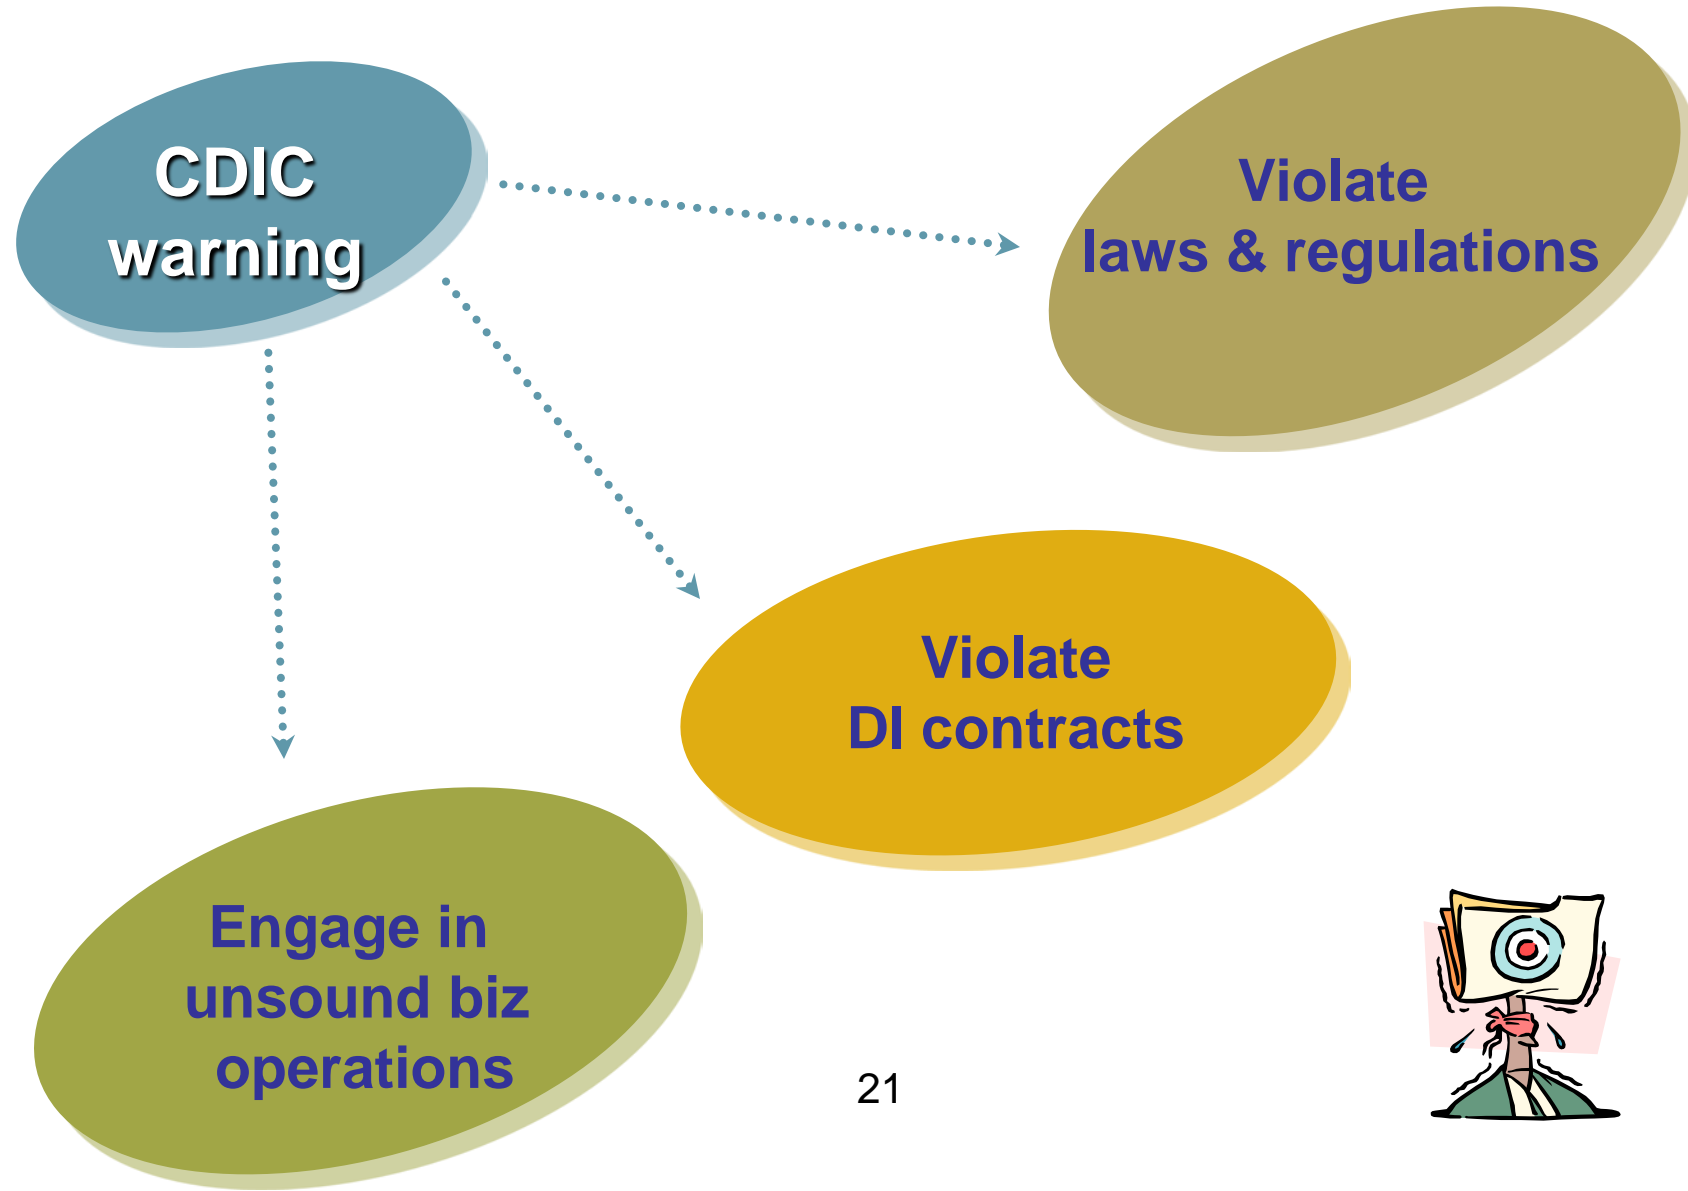 CDIC
warning
Violate
laws & regulations
Violate
DI contracts
Engage in
unsound biz
operations
21